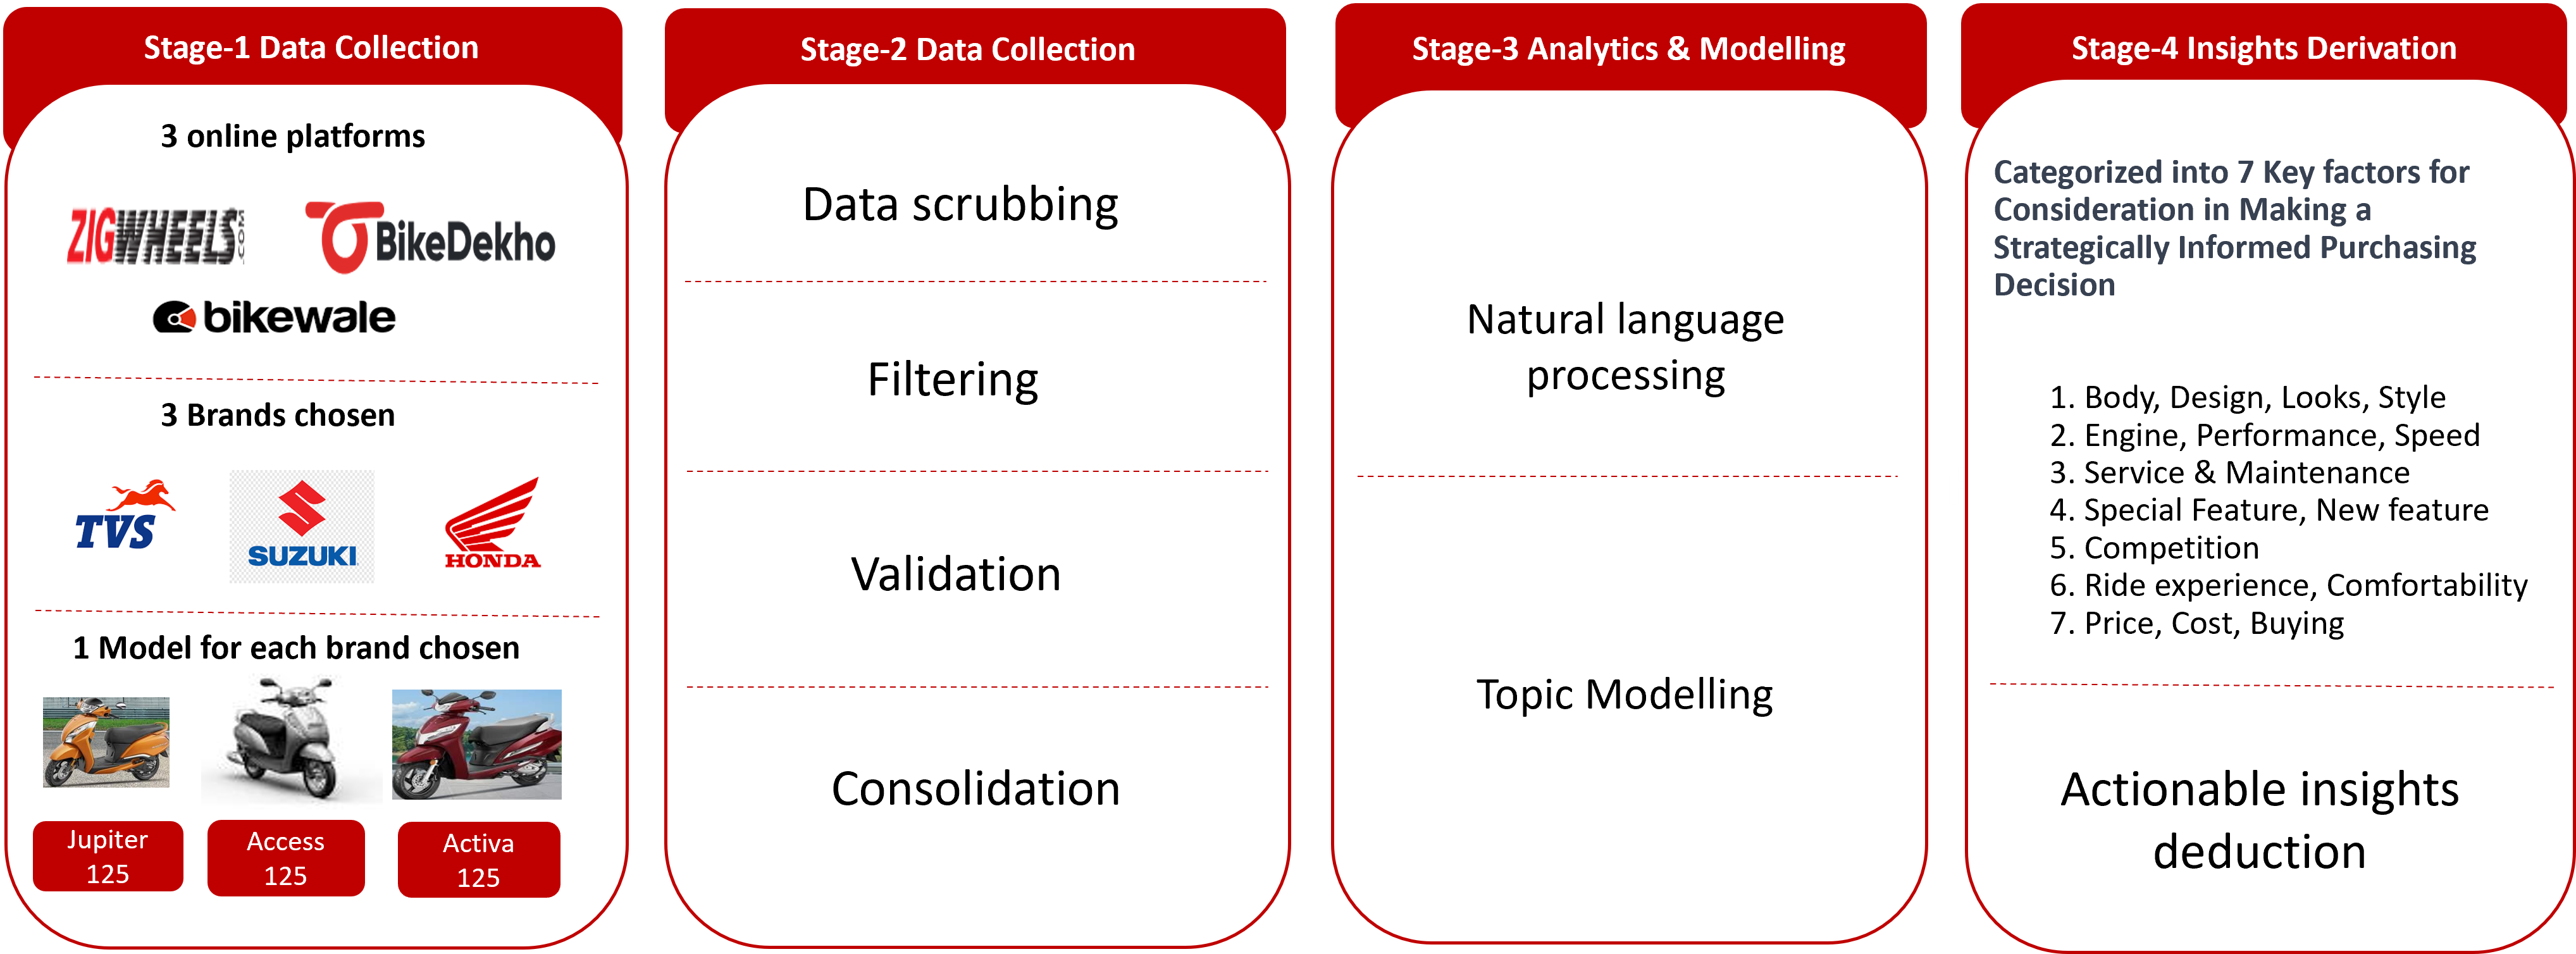 Stage-1 Data Collection
3 online platforms
ZIGWHEELS
.COM
BikeDekho
bikewale
3 Brands chosen
TVS
SUZUKI
HONDA
1 Model for each brand chosen
Jupiter
125
Access
125
Activa
125
Stage-2 Data Collection
Data scrubbing
Filtering
Validation
Consolidation
Stage-3 Analytics & Modelling
Natural language
processing
Topic Modelling
Stage-4 Insights Derivation
Categorized into 7 Key factors for
Consideration in Making a
Strategically Informed Purchasing
Decision
1. Body, Design, Looks, Style
2. Engine, Performance, Speed
3. Service & Maintenance
4. Special Feature, New feature
5. Competition
6. Ride experience, Comfortability
7. Price, Cost, Buying
Actionable insights
deduction